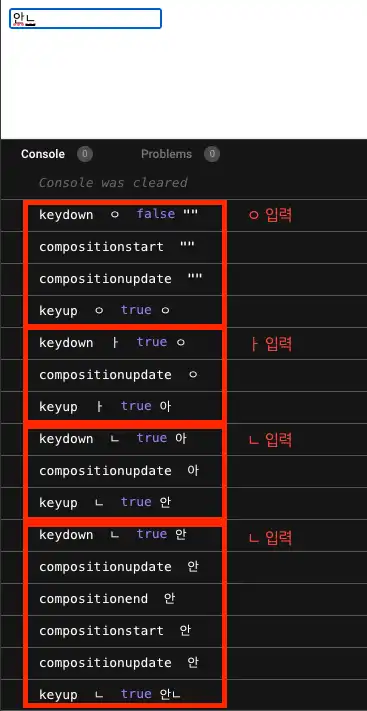 안ㄴ
Console 0 Problems 0
Console was cleared
keydown ㅇ false "" ㅇ 입력
compositionstart ""
compositionupdate ""
keyup ㅇ true ㅇ
keydown ㅏ true ㅇ ㅏ 입력
compositionupdate ㅇ
keyup ㅏ true 아
keydown ㄴ true 아 ㄴ 입력
compositionupdate 아
keyup ㄴ true 안
keydown ㄴ true 안 ㄴ 입력
compositionupdate 안
compositionend 안
compositionstart 안
compositionupdate 안
keyup ㄴ true 안ㄴ